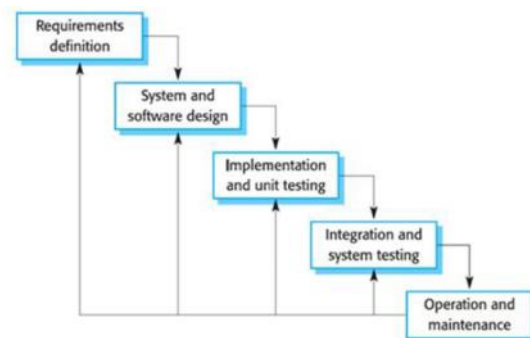 Requirements
definition
System and
software design
Implementation
and unit testing
Integration and
system testing
Operation and
maintenance